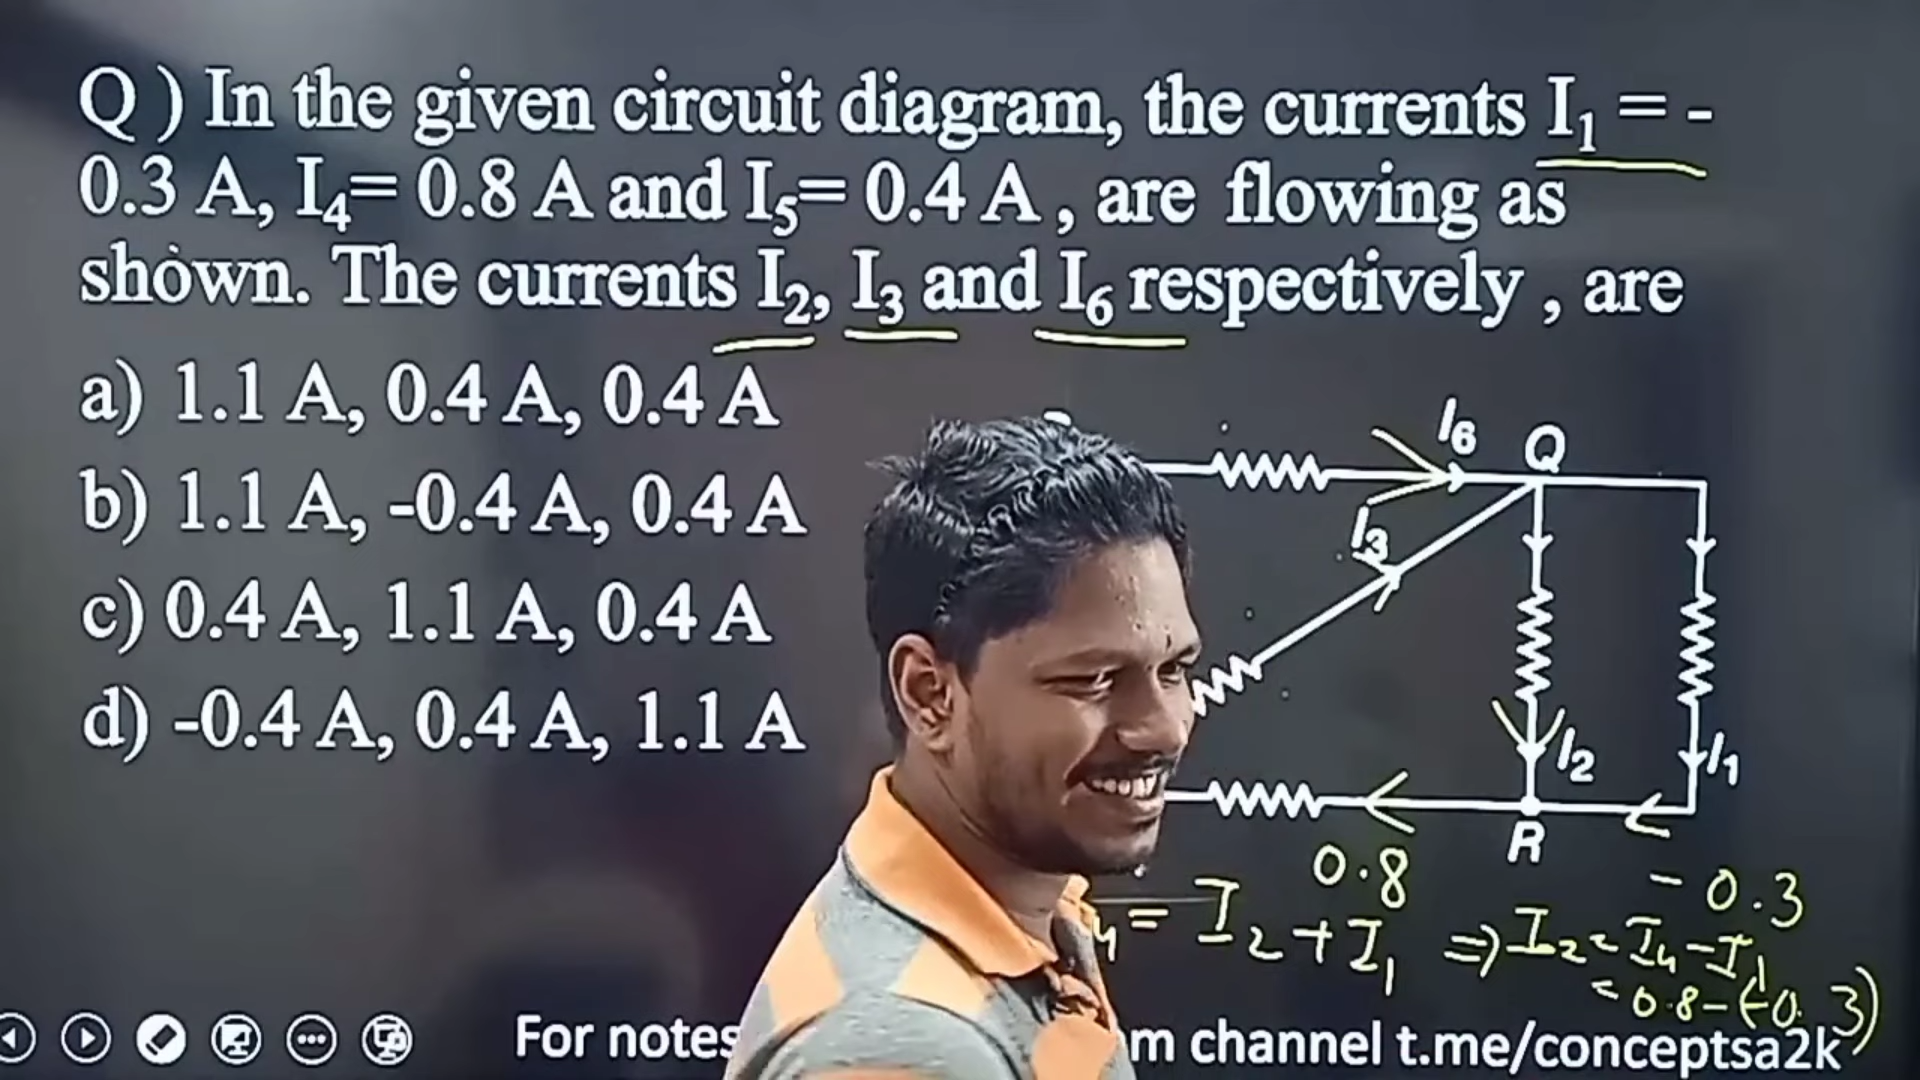 Q ) In the given circuit diagram, the currents I₁ = -
0.3 A, I₄= 0.8 A and I₅= 0.4 A , are flowing as
shown. The currents I₂, I₃ and I₆ respectively , are
a) 1.1 A, 0.4 A, 0.4 A
b) 1.1 A, -0.4 A, 0.4 A
c) 0.4 A, 1.1 A, 0.4 A
d) -0.4 A, 0.4 A, 1.1 A
I₆ Q
I₃
I₂ I₁
R
0.8 - 0.3
₄ = I₂ + I₁ ⇒ I₂ = I₄ - I₁
= 0.8 - (-0.3)
For notes
m channel t.me/conceptsa2k